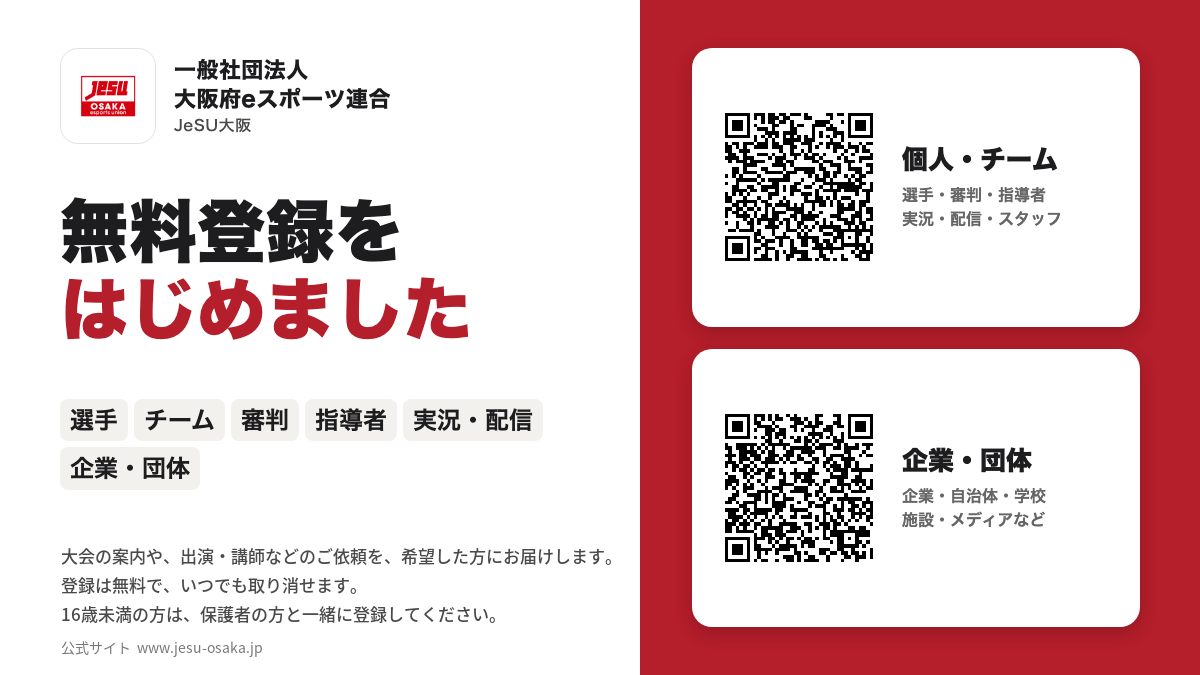 JeSU
OSAKA
esports union
一般社団法人
大阪府eスポーツ連合
JeSU大阪
無料登録を
はじめました
選手
チーム
審判
指導者
実況・配信
企業・団体
大会の案内や、出演・講師などのご依頼を、希望した方にお届けします。
登録は無料で、いつでも取り消せます。
16歳未満の方は、保護者の方と一緒に登録してください。
公式サイト www.jesu-osaka.jp
個人・チーム
選手・審判・指導者
実況・配信・スタッフ
企業・団体
企業・自治体・学校
施設・メディアなど